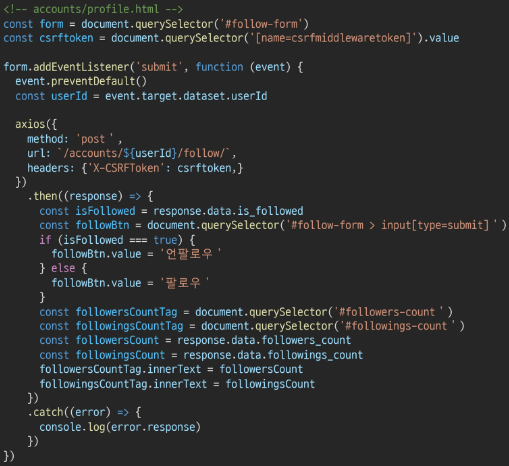 <!-- accounts/profile.html -->
const form = document.querySelector('#follow-form')
const csrftoken = document.querySelector('[name=csrfmiddlewaretoken]').value

form.addEventListener('submit', function (event) {
  event.preventDefault()
  const userId = event.target.dataset.userId

  axios({
    method: 'post',
    url: `/accounts/${userId}/follow/`,
    headers: {'X-CSRFToken': csrftoken,}
  })
    .then((response) => {
      const isFollowed = response.data.is_followed
      const followBtn = document.querySelector('#follow-form > input[type=submit]')
      if (isFollowed === true) {
        followBtn.value = '언팔로우'
      } else {
        followBtn.value = '팔로우'
      }
      const followersCountTag = document.querySelector('#followers-count')
      const followingsCountTag = document.querySelector('#followings-count')
      const followersCount = response.data.followers_count
      const followingsCount = response.data.followings_count
      followersCountTag.innerText = followersCount
      followingsCountTag.innerText = followingsCount
    })
    .catch((error) => {
      console.log(error.response)
    })
})